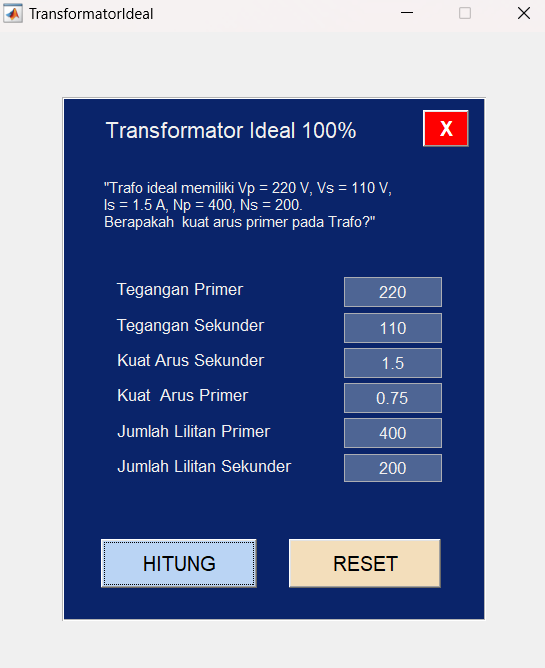 TransformatorIdeal
Transformator Ideal 100%
X
"Trafo ideal memiliki Vp = 220 V, Vs = 110 V,
Is = 1.5 A, Np = 400, Ns = 200.
Berapakah  kuat arus primer pada Trafo?"
Tegangan Primer 220
Tegangan Sekunder 110
Kuat Arus Sekunder 1.5
Kuat  Arus Primer 0.75
Jumlah Lilitan Primer 400
Jumlah Lilitan Sekunder 200
HITUNG RESET